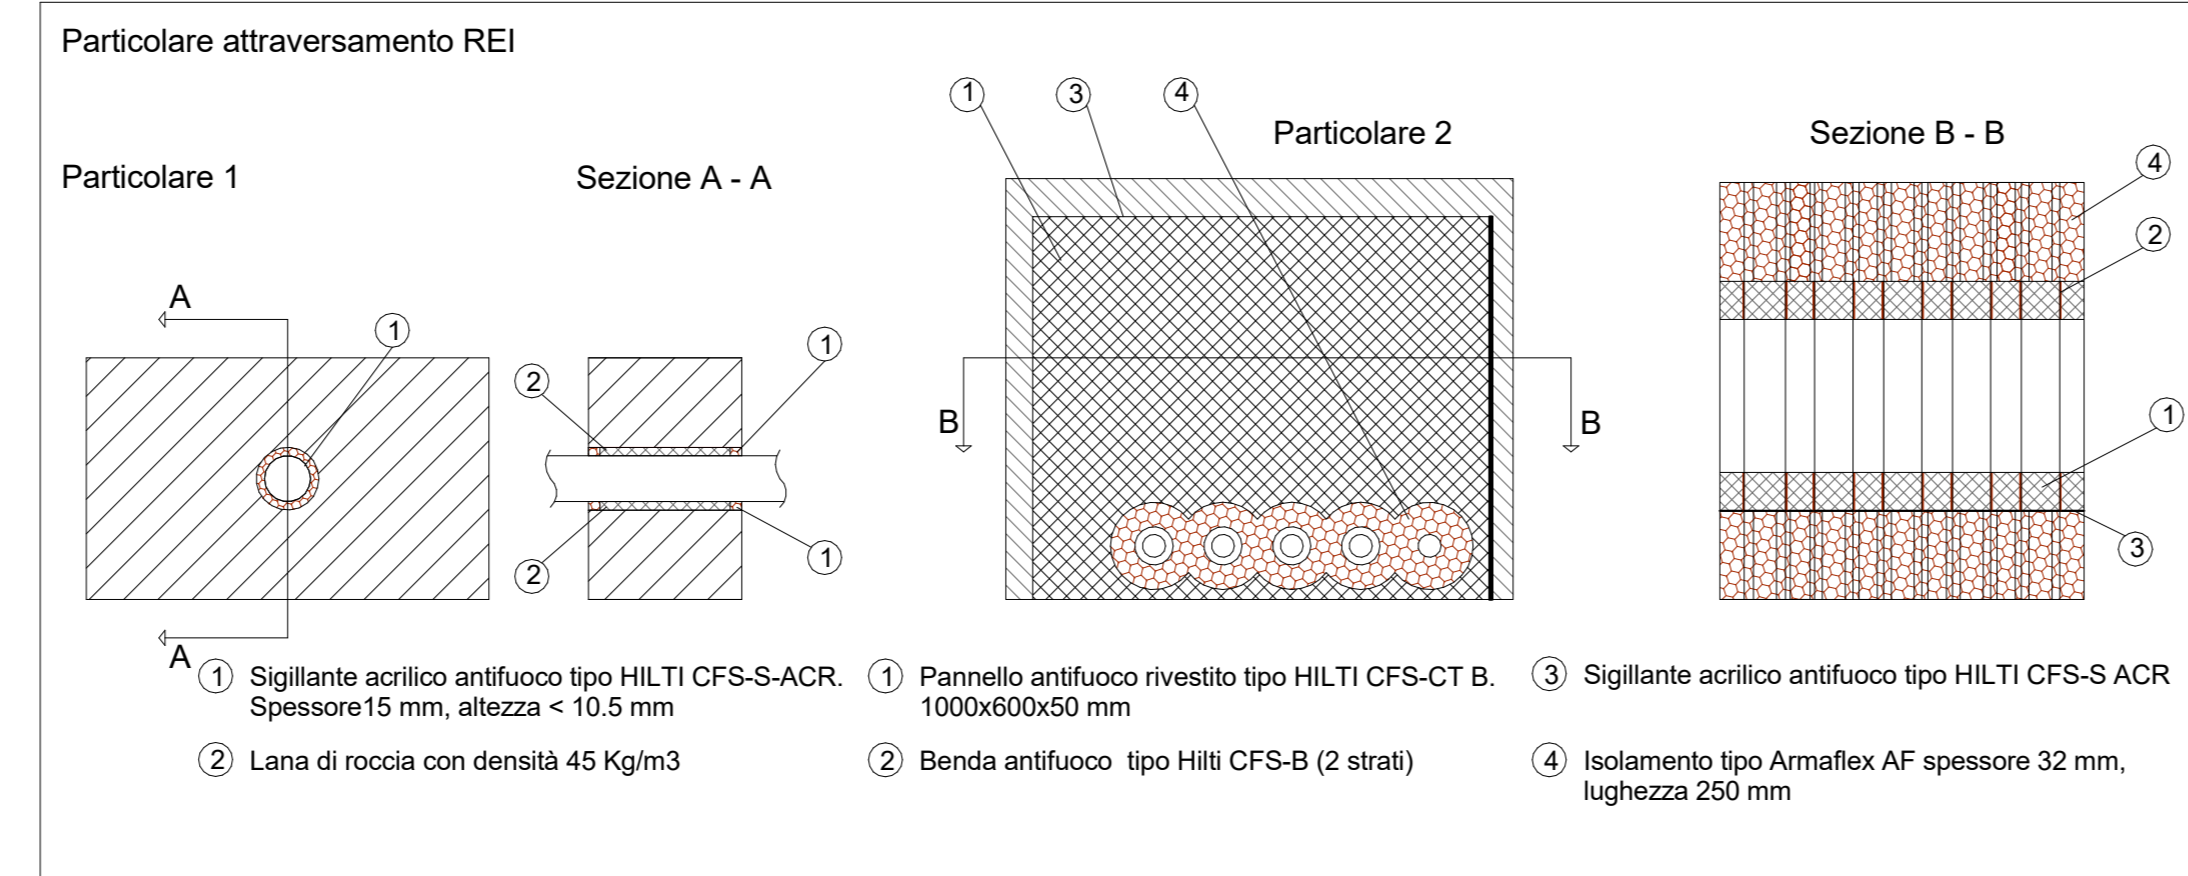 Particolare attraversamento REI
Particolare 1
Sezione A - A
A
1
A
2
1
2
1
1
3
4
Particolare 2
B
B
Sezione B - B
4
2
1
3
1 Sigillante acrilico antifuoco tipo HILTI CFS-S-ACR.
Spessore15 mm, altezza < 10.5 mm
2 Lana di roccia con densità 45 Kg/m3
1 Pannello antifuoco rivestito tipo HILTI CFS-CT B.
1000x600x50 mm
2 Benda antifuoco tipo Hilti CFS-B (2 strati)
3 Sigillante acrilico antifuoco tipo HILTI CFS-S ACR
4 Isolamento tipo Armaflex AF spessore 32 mm,
lughezza 250 mm